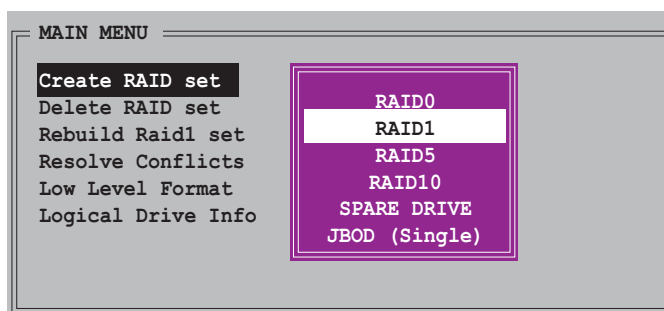 MAIN MENU
Create RAID set
Delete RAID set
Rebuild Raid1 set
Resolve Conflicts
Low Level Format
Logical Drive Info
RAID0
RAID1
RAID5
RAID10
SPARE DRIVE
JBOD (Single)